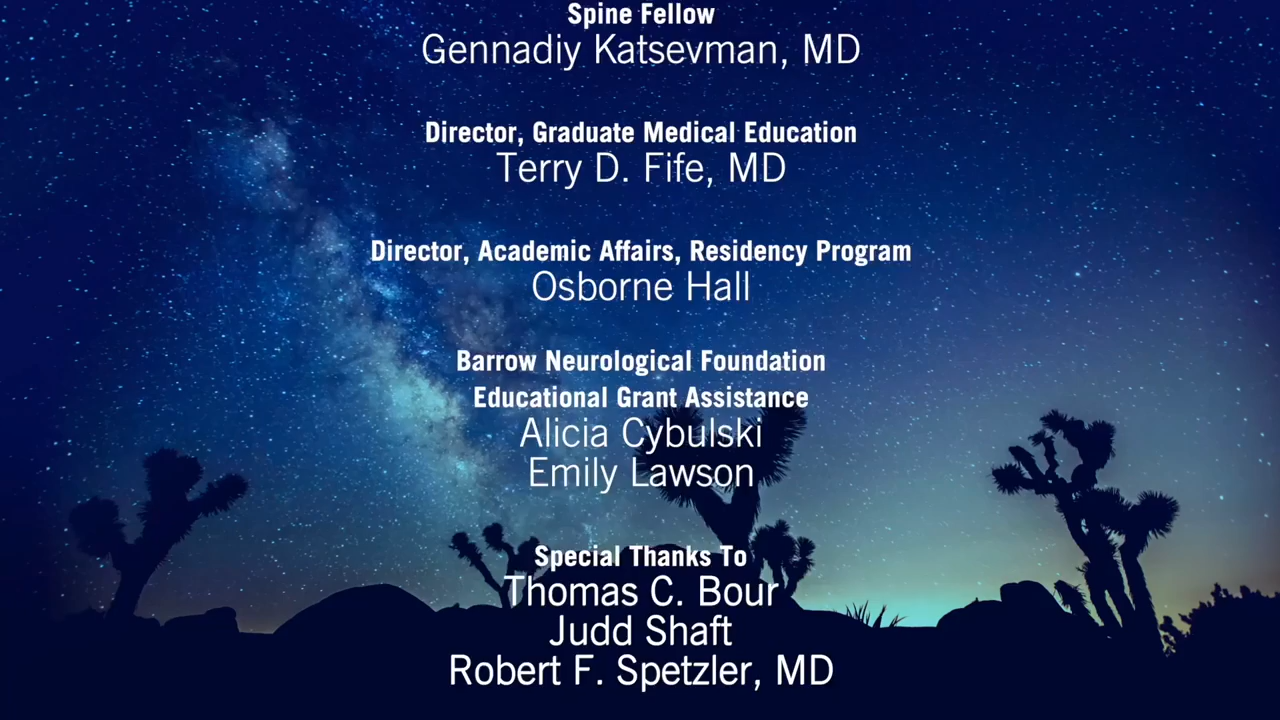 Spine Fellow
Gennadiy Katsevman, MD
Director, Graduate Medical Education
Terry D. Fife, MD
Director, Academic Affairs, Residency Program
Osborne Hall
Barrow Neurological Foundation
Educational Grant Assistance
Alicia Cybulski
Emily Lawson
Special Thanks To
Thomas C. Bour
Judd Shaft
Robert F. Spetzler, MD